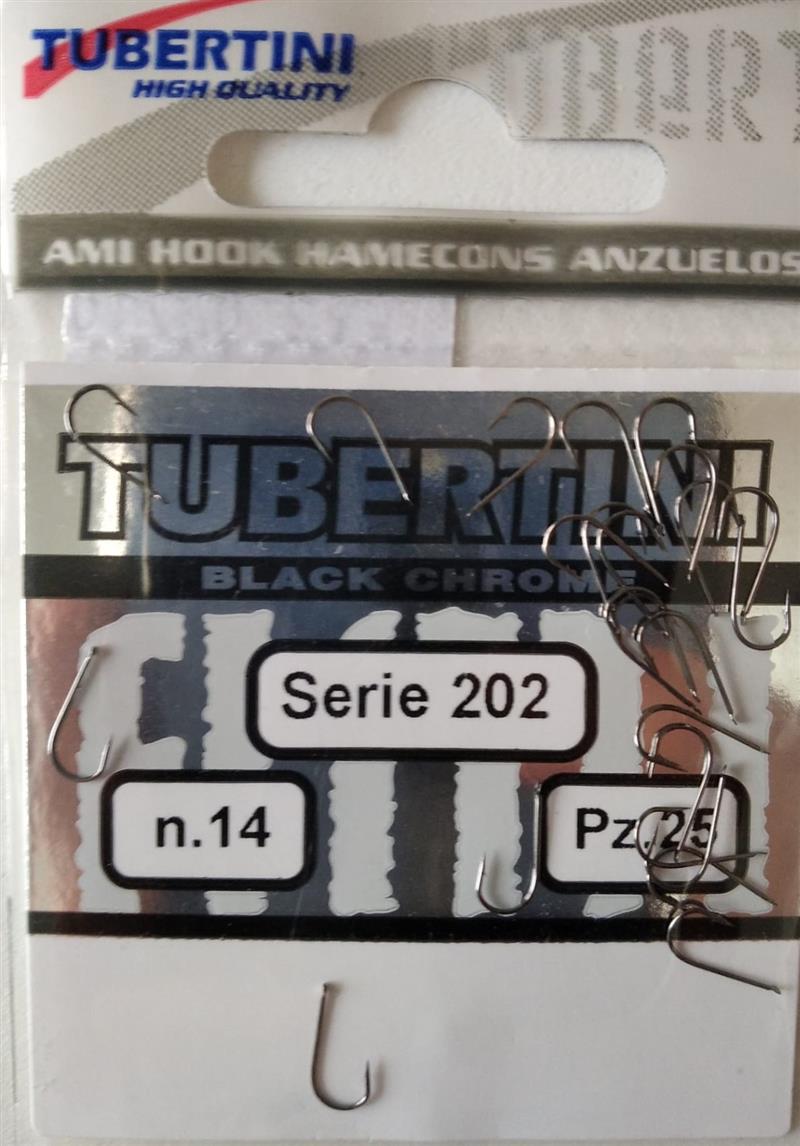 TUBERTINI
HIGH QUALITY
AMI HOOK HAMECONS ANZUELOS
TUBERTINI
BLACK CHROME
Serie 202
n.14
Pz.25